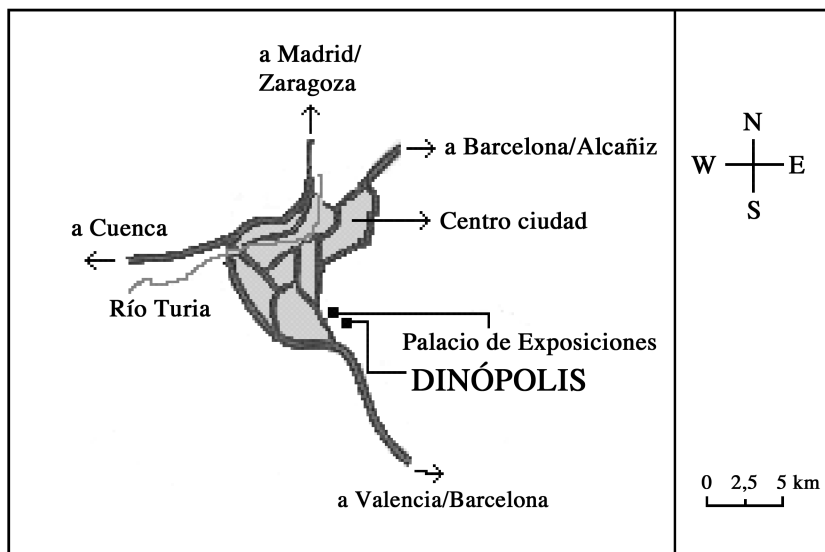 a Madrid/
Zaragoza
a Barcelona/Alcañiz
Centro ciudad
a Cuenca
Río Turia
Palacio de Exposiciones
DINÓPOLIS
a Valencia/Barcelona
N
W E
S
0 2,5 5 km